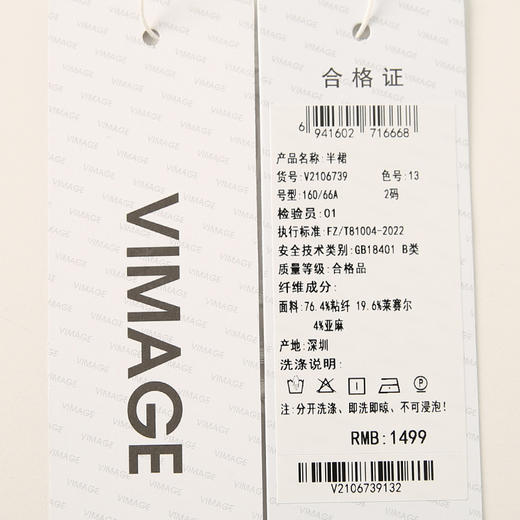 VIMAGE
合格证
6 941602 716668
产品名称:半裙
货号:V2106739 色号:13
号型:160/66A 2码
检验员:01
执行标准:FZ/T81004-2022
安全技术类别:GB18401 B类
质量等级:合格品
纤维成分:
面料:76.4%粘纤 19.6%莱赛尔
4%亚麻
产地:深圳
洗涤说明:
注:分开洗涤、即洗即晾、不可浸泡!
RMB:1499
V2106739132